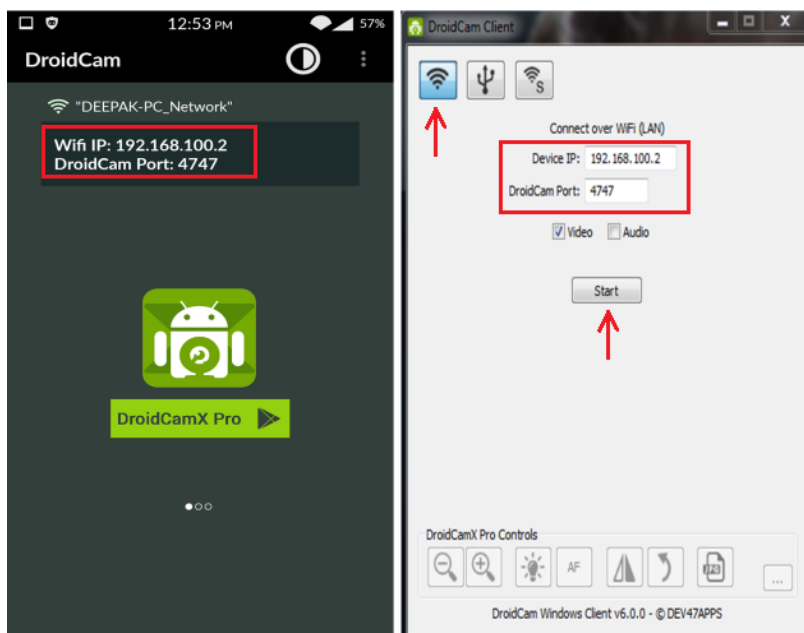 12:53 PM
57%
DroidCam
"DEEPAK-PC_Network"
Wifi IP: 192.168.100.2
DroidCam Port: 4747
DroidCamX Pro
DroidCam Client
X
S
Connect over WiFi (LAN)
Device IP: 192.168.100.2
DroidCam Port: 4747
Video Audio
Start
DroidCamX Pro Controls
AF
JPG
...
DroidCam Windows Client v6.0.0 - © DEV47APPS